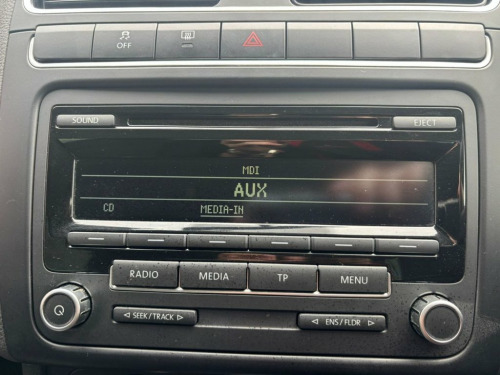 OFF
SOUND
EJECT
MDI
AUX
CD MEDIA-IN
RADIO MEDIA TP MENU
SEEK/TRACK ENS/FLDR